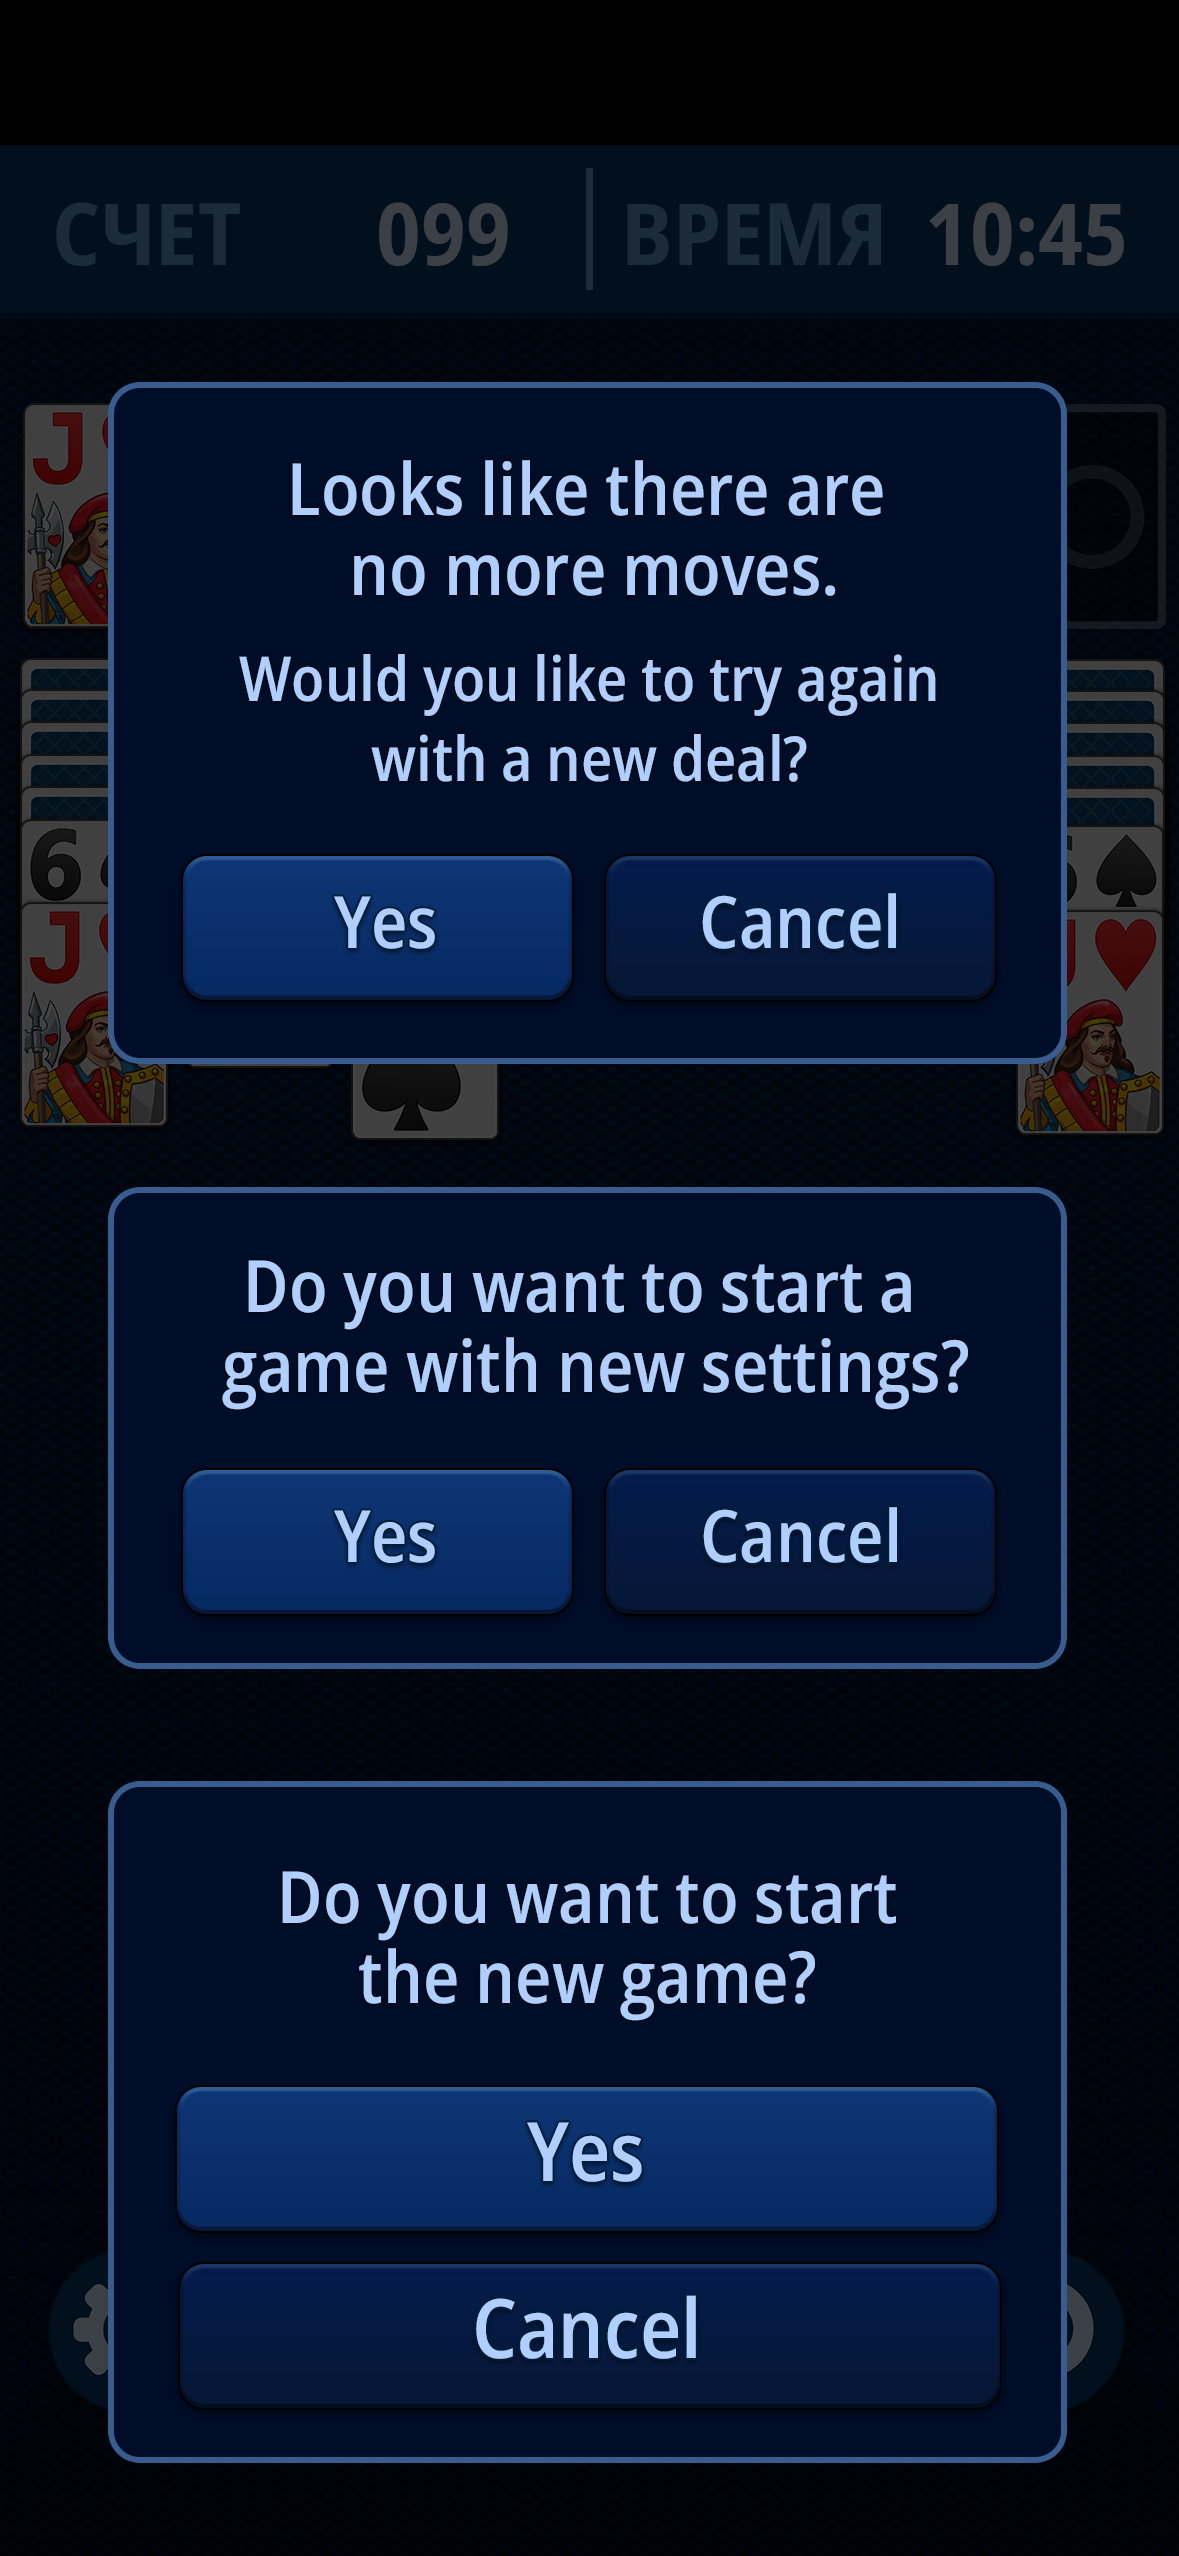 СЧЕТ 099 ВРЕМЯ 10:45
J
Looks like there are
no more moves.
Would you like to try again
with a new deal?
6
J
Yes Cancel
Do you want to start a
game with new settings?
Yes Cancel
Do you want to start
the new game?
Yes
Cancel